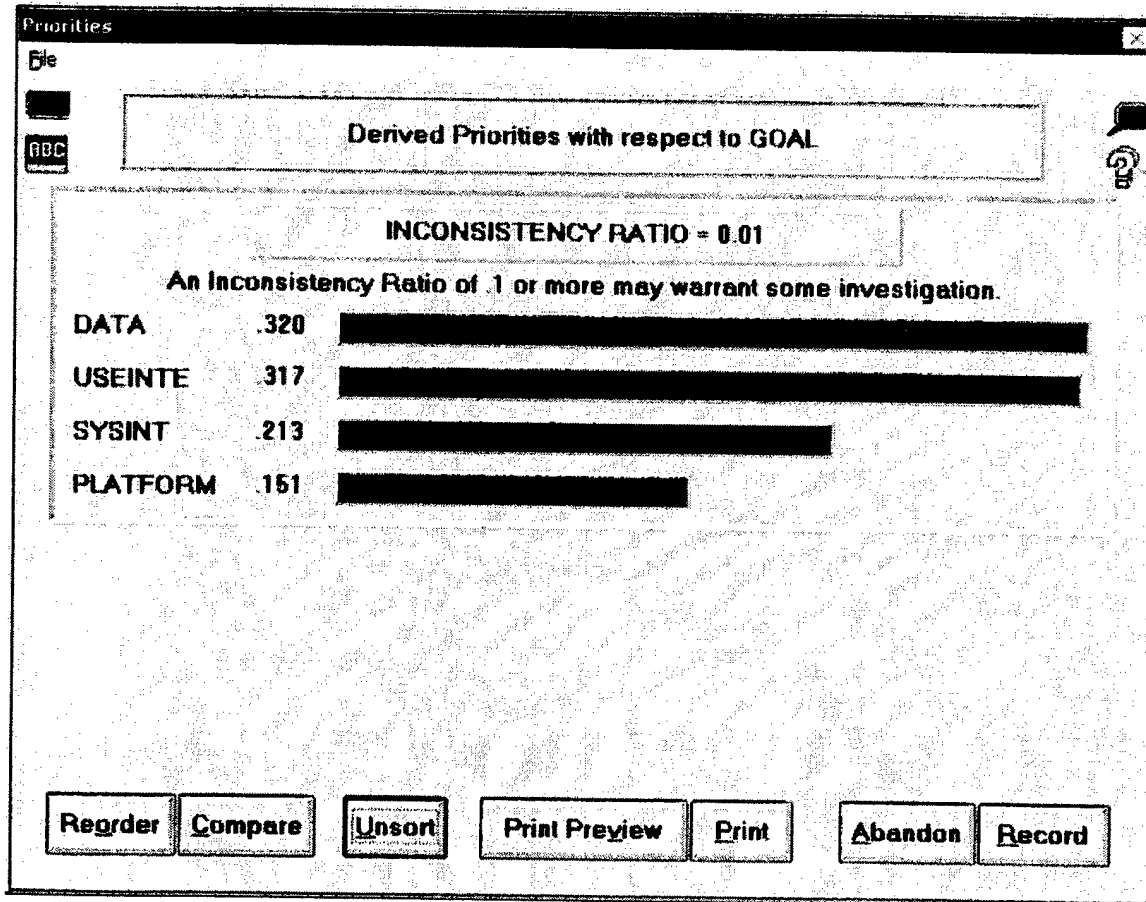 Priorities
File
ABC
Derived Priorities with respect to GOAL
INCONSISTENCY RATIO = 0.01
An Inconsistency Ratio of .1 or more may warrant some investigation.
DATA .320
USEINTE .317
SYSINT .213
PLATFORM .151
Reorder Compare Unsort Print Preview Print Abandon Record